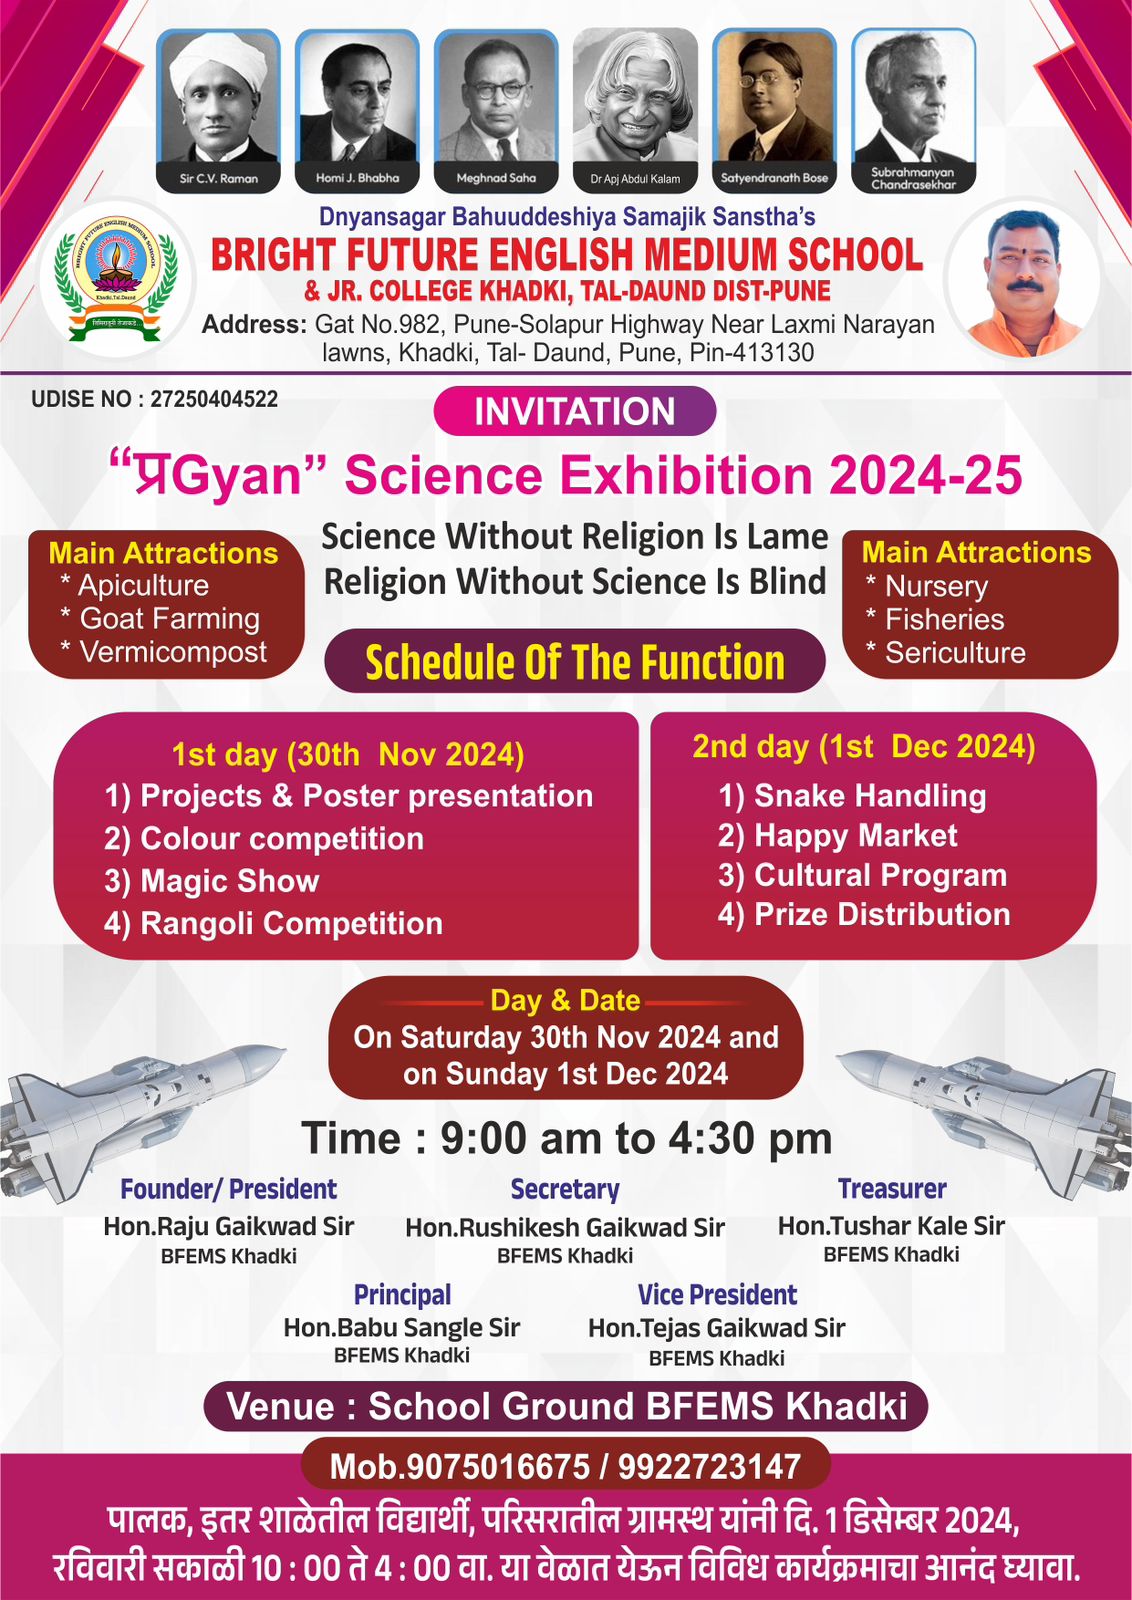 Sir C.V. Raman
Homi J. Bhabha
Meghnad Saha
Dr Apj Abdul Kalam
Satyendranath Bose
Subrahmanyan
Chandrasekhar
Dnyansagar Bahuuddeshiya Samajik Sanstha's
BRIGHT FUTURE ENGLISH MEDIUM SCHOOL
& JR. COLLEGE KHADKI, TAL-DAUND DIST-PUNE
Address: Gat No.982, Pune-Solapur Highway Near Laxmi Narayan
lawns, Khadki, Tal- Daund, Pune, Pin-413130
BRIGHT FUTURE ENGLISH MEDIUM SCHOOL
Khadki.Tal.Daund
UDISE NO : 27250404522
INVITATION
“प्रGyan” Science Exhibition 2024-25
Science Without Religion Is Lame
Religion Without Science Is Blind
Main Attractions
* Apiculture
* Goat Farming
* Vermicompost
Main Attractions
* Nursery
* Fisheries
* Sericulture
Schedule Of The Function
1st day (30th Nov 2024)
1) Projects & Poster presentation
2) Colour competition
3) Magic Show
4) Rangoli Competition
2nd day (1st Dec 2024)
1) Snake Handling
2) Happy Market
3) Cultural Program
4) Prize Distribution
Day & Date
On Saturday 30th Nov 2024 and
on Sunday 1st Dec 2024
Time : 9:00 am to 4:30 pm
Founder/ President
Hon.Raju Gaikwad Sir
BFEMS Khadki
Secretary
Hon.Rushikesh Gaikwad Sir
BFEMS Khadki
Treasurer
Hon.Tushar Kale Sir
BFEMS Khadki
Principal
Hon.Babu Sangle Sir
BFEMS Khadki
Vice President
Hon.Tejas Gaikwad Sir
BFEMS Khadki
Venue : School Ground BFEMS Khadki
Mob.9075016675 / 9922723147
पालक, इतर शाळेतील विद्यार्थी, परिसरातील ग्रामस्थ यांनी दि. 1 डिसेम्बर 2024,
रविवारी सकाळी 10 : 00 ते 4 : 00 वा. या वेळात येऊन विविध कार्यक्रमाचा आनंद घ्यावा.